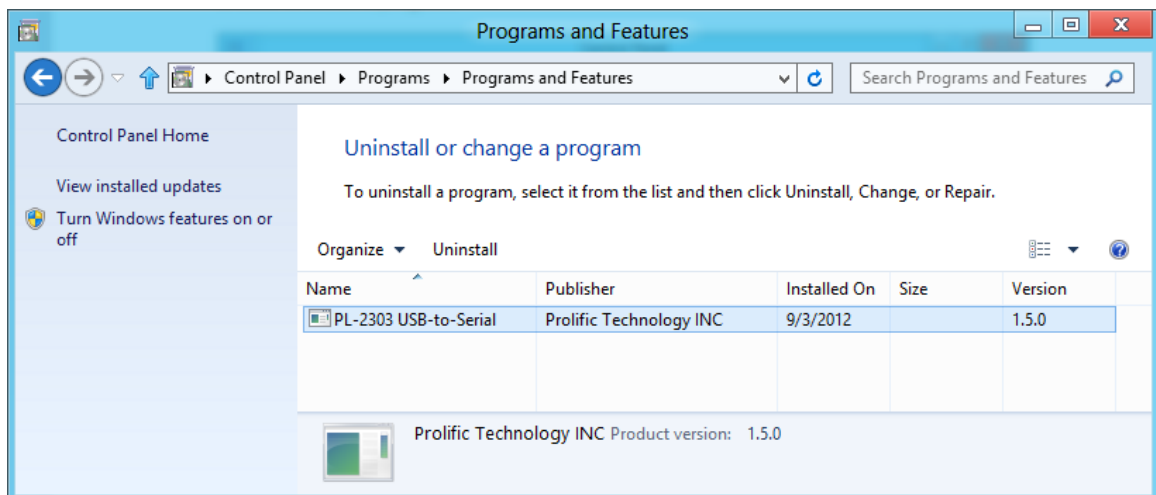 Programs and Features
Control Panel Programs Programs and Features
Search Programs and Features
Control Panel Home
View installed updates
Turn Windows features on or
off
Uninstall or change a program
To uninstall a program, select it from the list and then click Uninstall, Change, or Repair.
Organize Uninstall
Name Publisher Installed On Size Version
PL-2303 USB-to-Serial Prolific Technology INC 9/3/2012 1.5.0
Prolific Technology INC Product version: 1.5.0